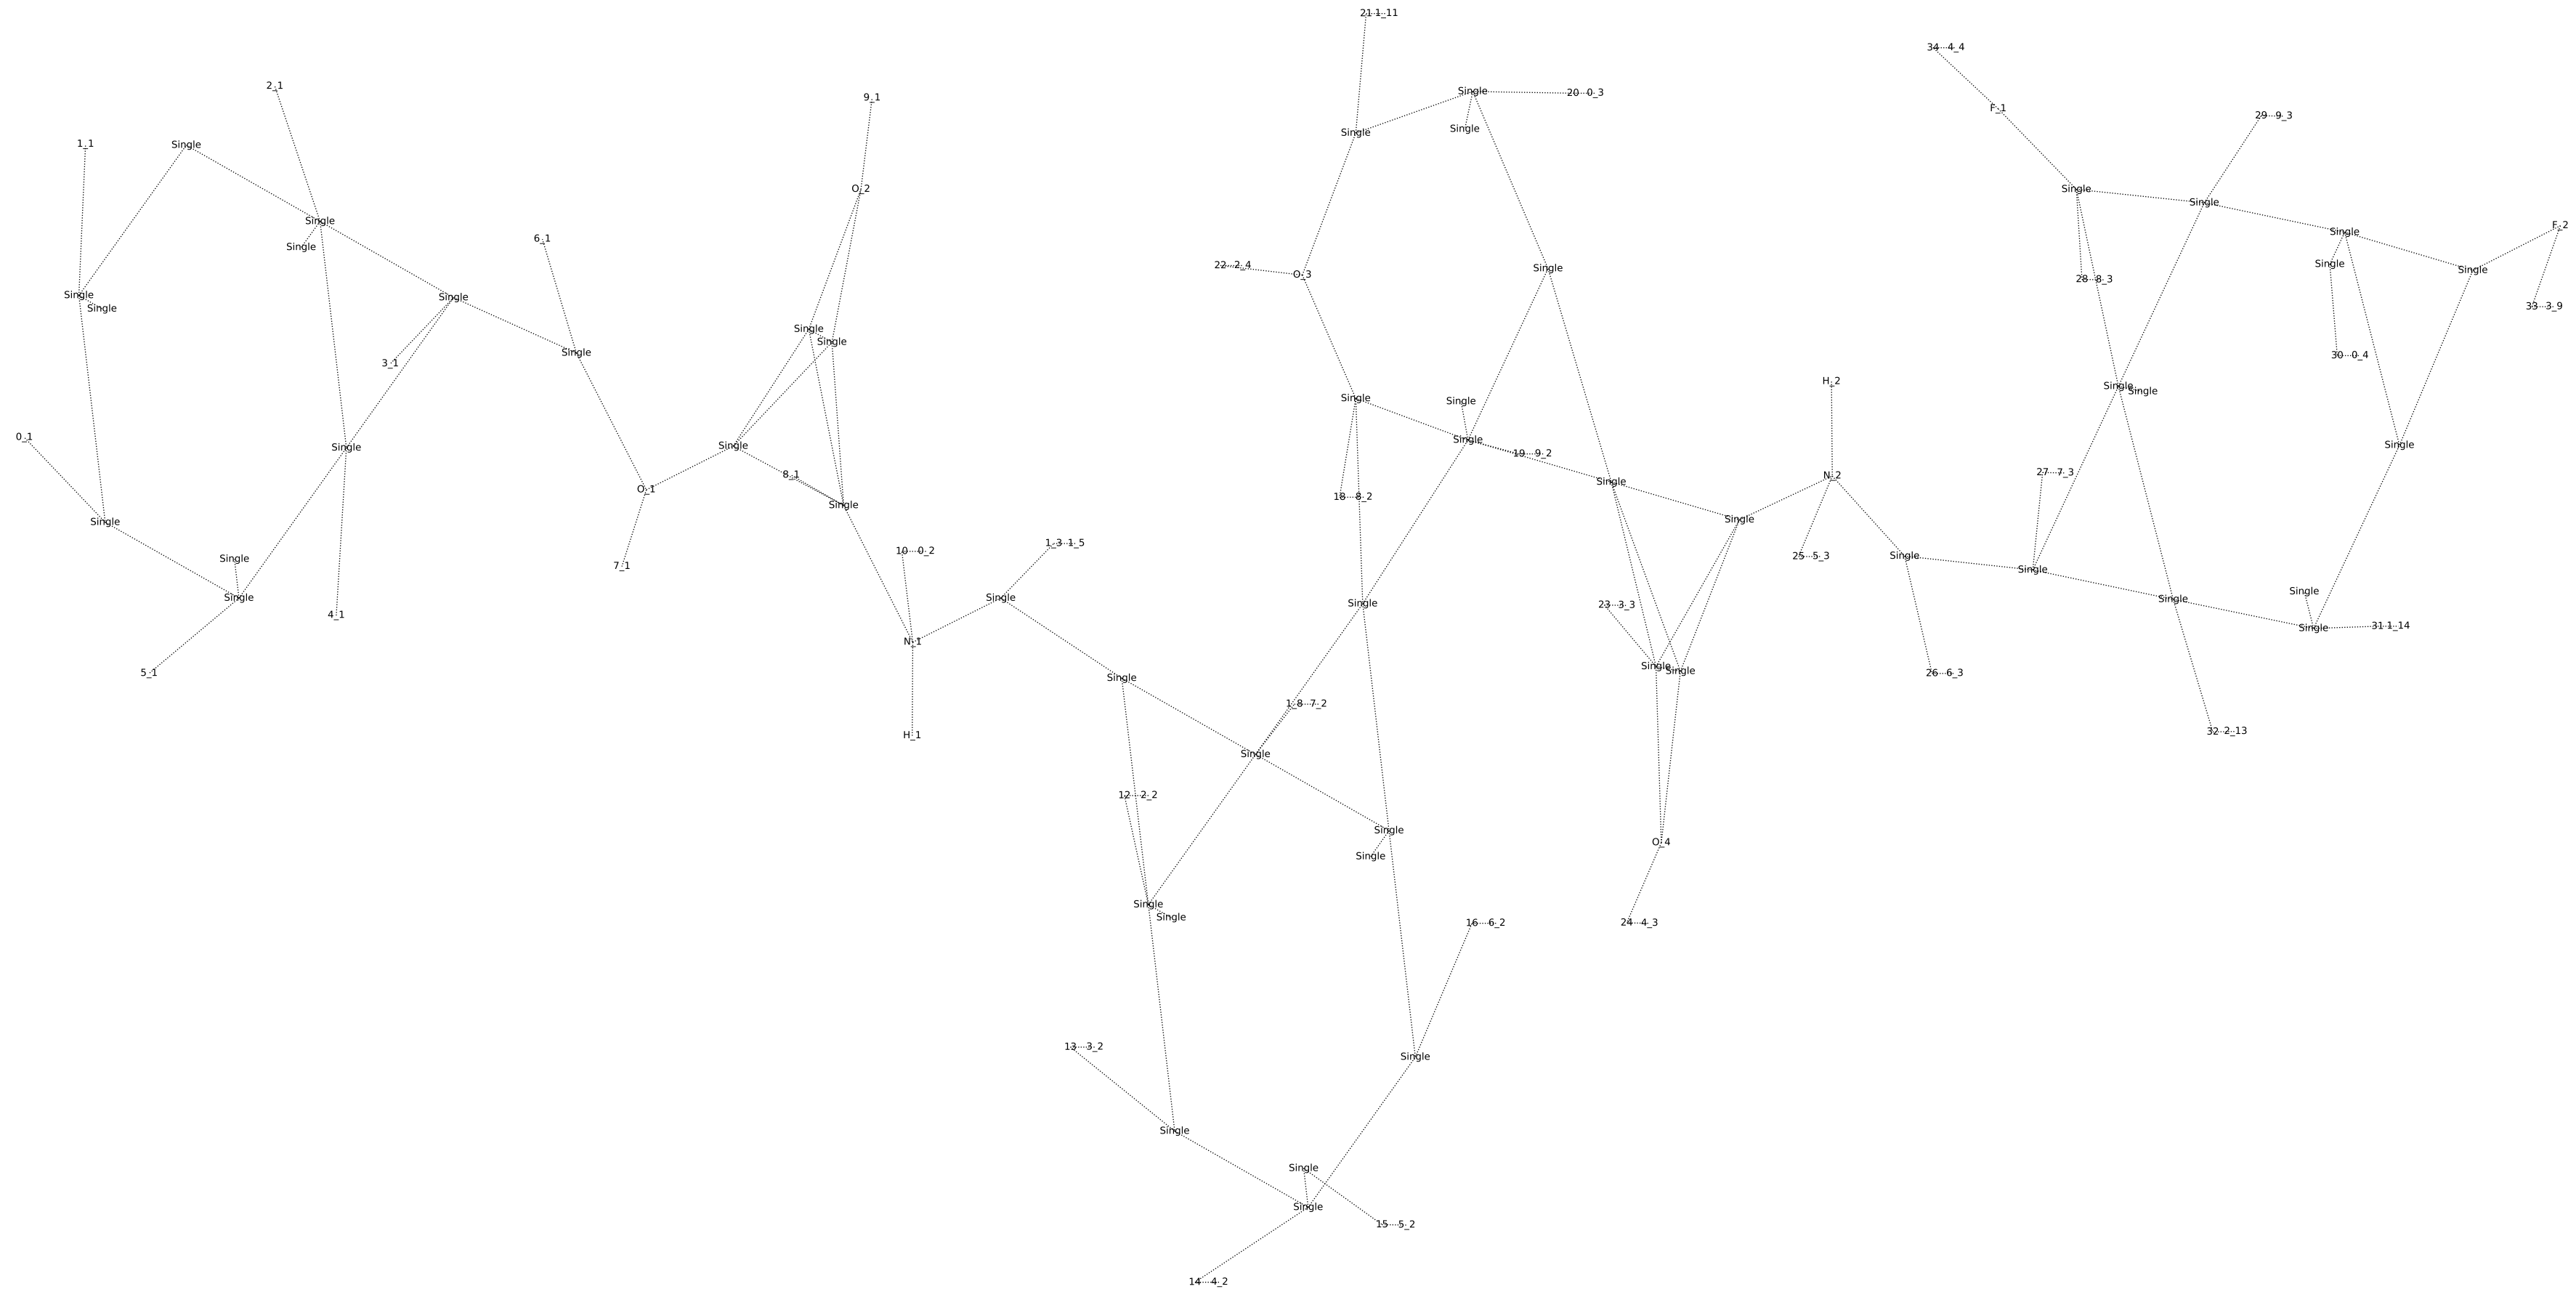 21 1_11
34 4_4
2_1
Single
20 0_3
9_1
F_1
29 9_3
Single
Single
1_1
Single
O_2
Single
Single
Single
F_2
Single
Single
6_1
Single
Single
22 2_4
Single
Single
O_3
Single
28 8_3
Single
Single
Single
33 3_9
Single
Single
Single
30 0_4
3_1
H_2
Single
Single
Single
Single
0_1
Single
Single
Single
Single
19 9_2
8_1
N_2
27 7_3
Single
O_1
18 8_2
Single
Single
Single
10 0_2
1_3 1_5
25 5_3
Single
Single
7_1
Single
Single
Single
Single
Single
23 3_3
4_1
Single
31 1_14
N_1
Single
5_1
Single
Single
26 6_3
1_8 7_2
H_1
32 2_13
Single
12 2_2
Single
O_4
Single
Single
Single
16 6_2
24 4_3
13 3_2
Single
Single
Single
Single
15 5_2
14 4_2